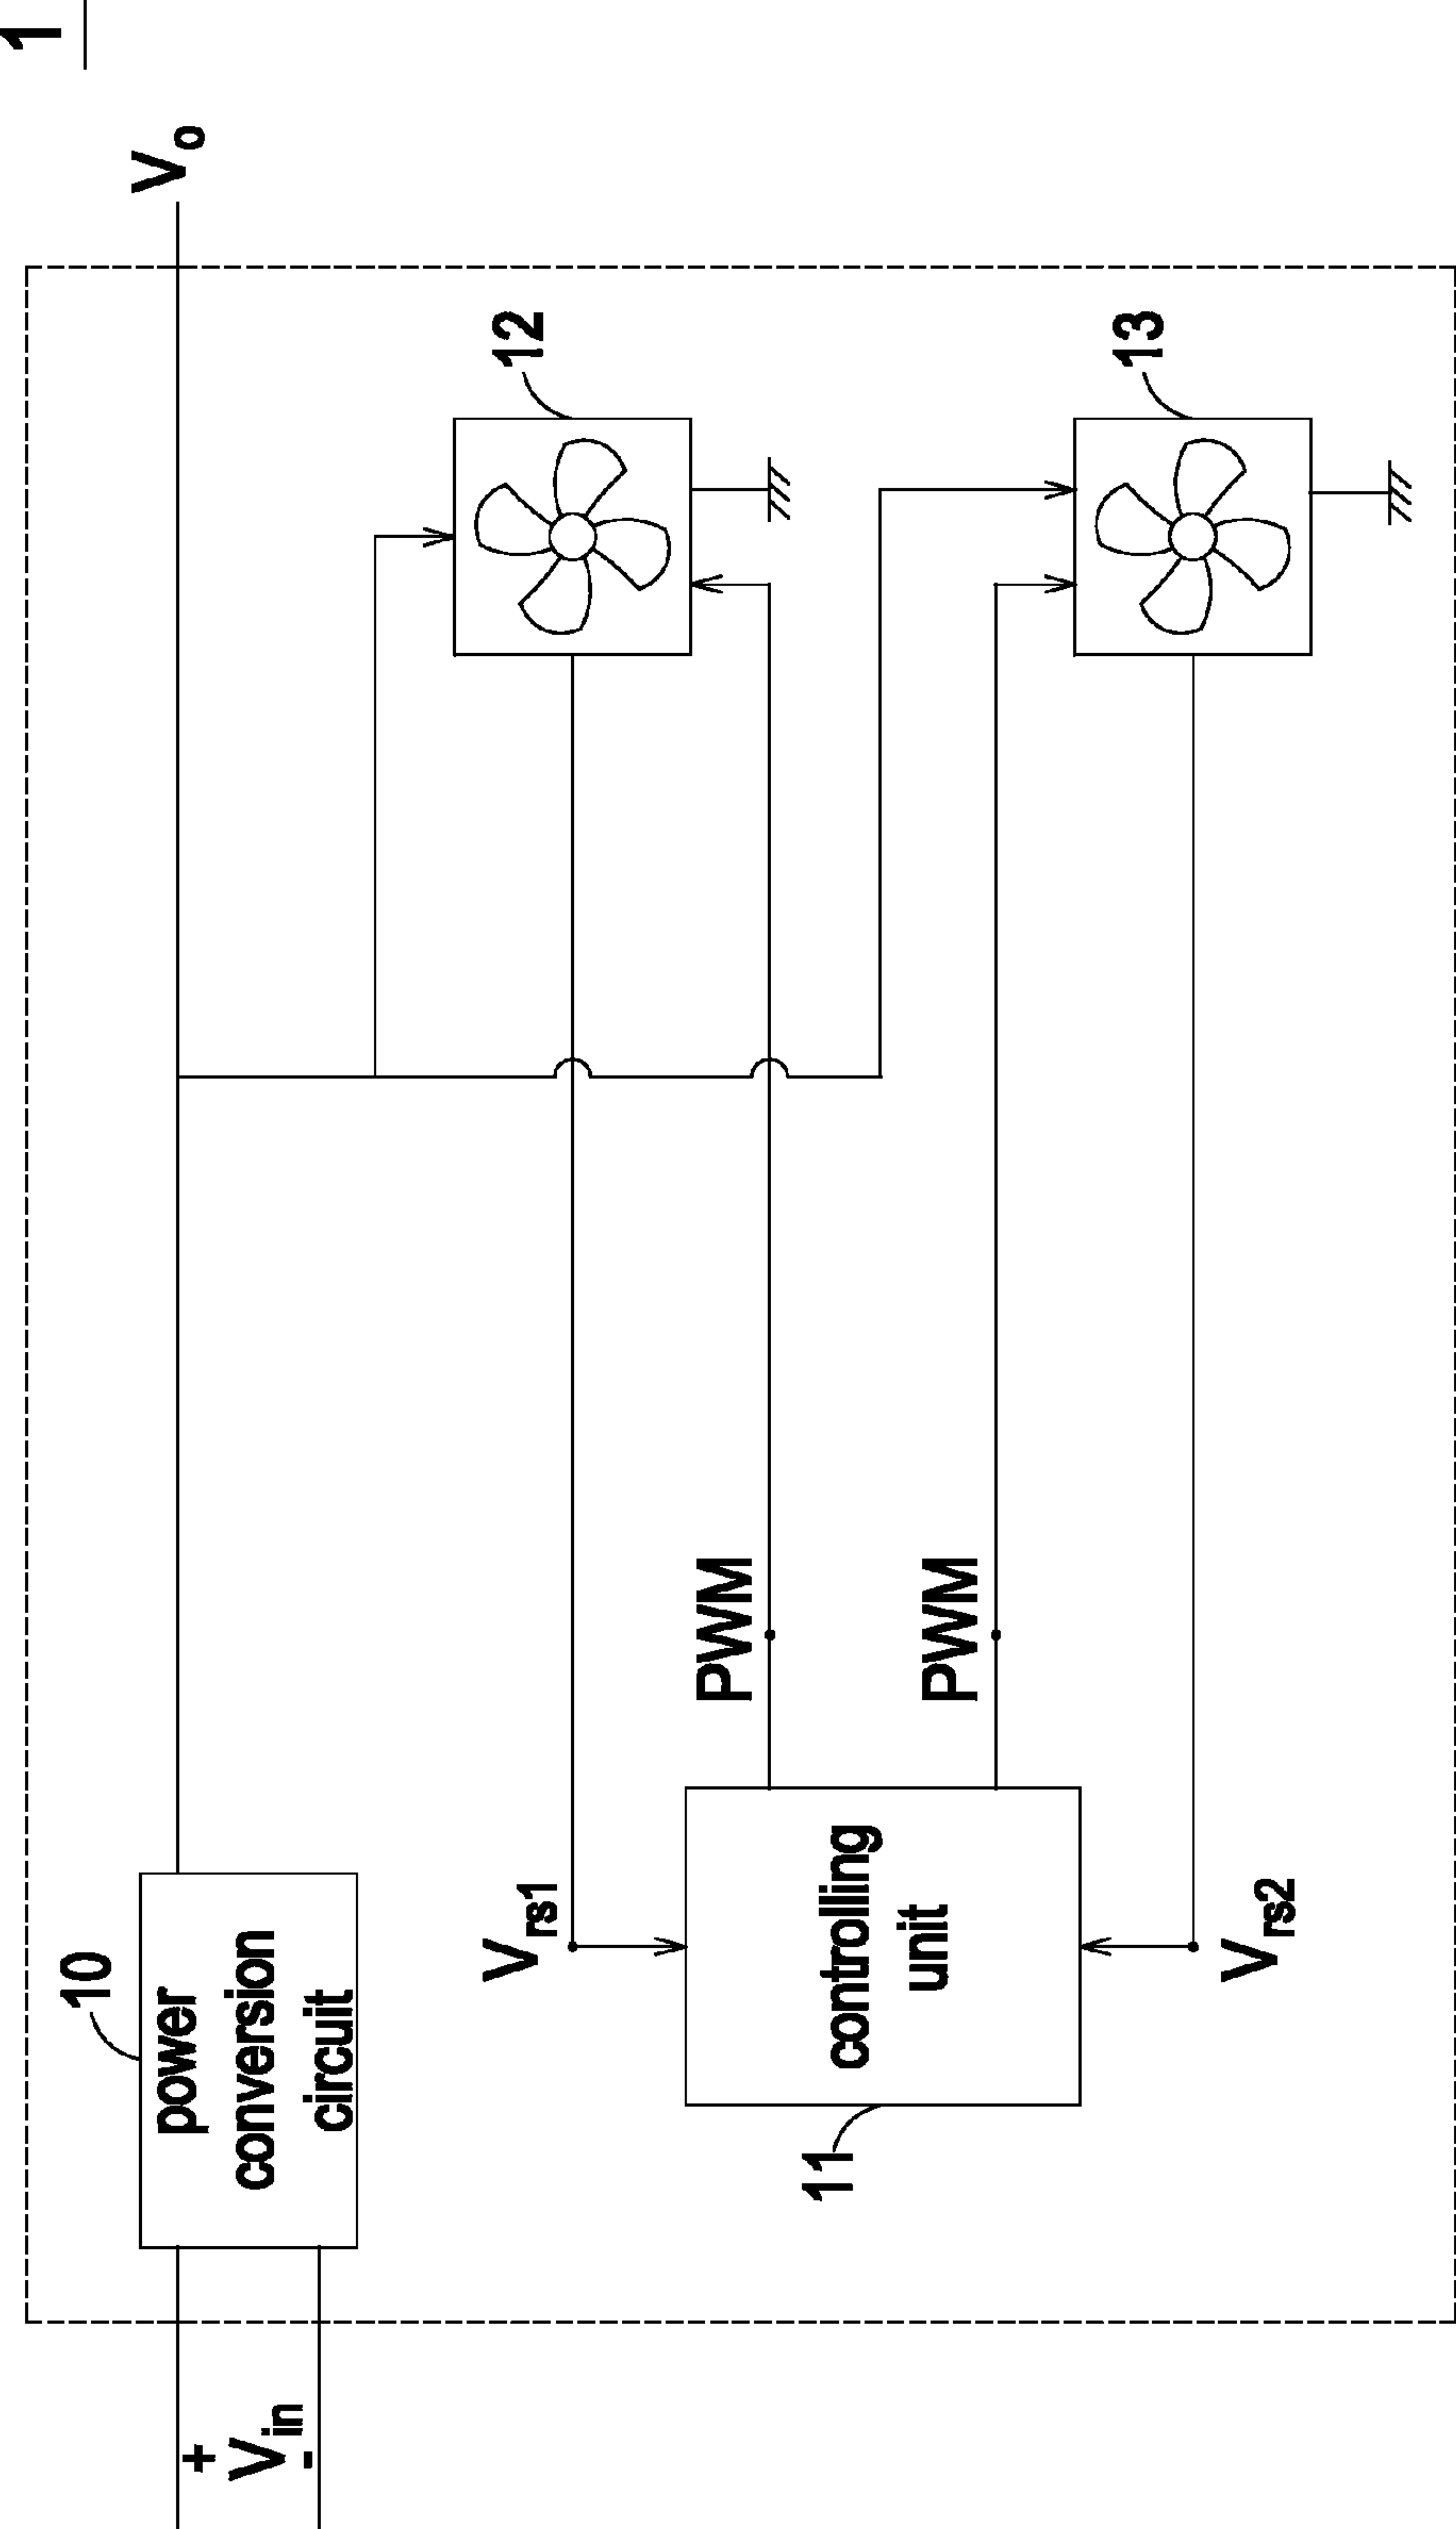 1
Vo
10
power
conversion
circuit
+
Vin
-
12
Vrs1
PWM
PWM
controlling
unit
11
13
Vrs2